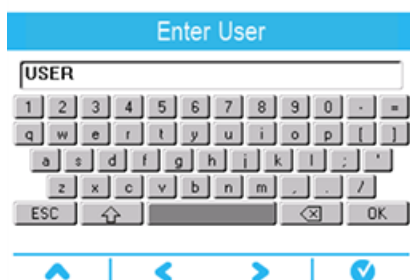 Enter User
USER
1 2 3 4 5 6 7 8 9 0 - =
q w e r t y u i o p [ ]
a s d f g h j k l ; '
z x c v b n m , . /
ESC OK